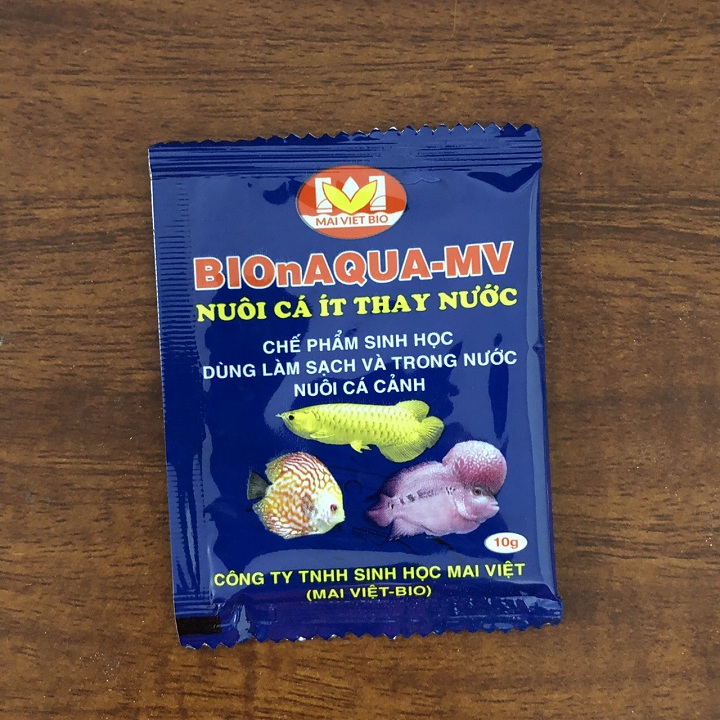 MAI VIET BIO
BIOnAQUA-MV
NUÔI CÁ ÍT THAY NƯỚC
CHẾ PHẨM SINH HỌC
DÙNG LÀM SẠCH VÀ TRONG NƯỚC
NUÔI CÁ CẢNH
10g
CÔNG TY TNHH SINH HỌC MAI VIỆT
(MAI VIỆT-BIO)